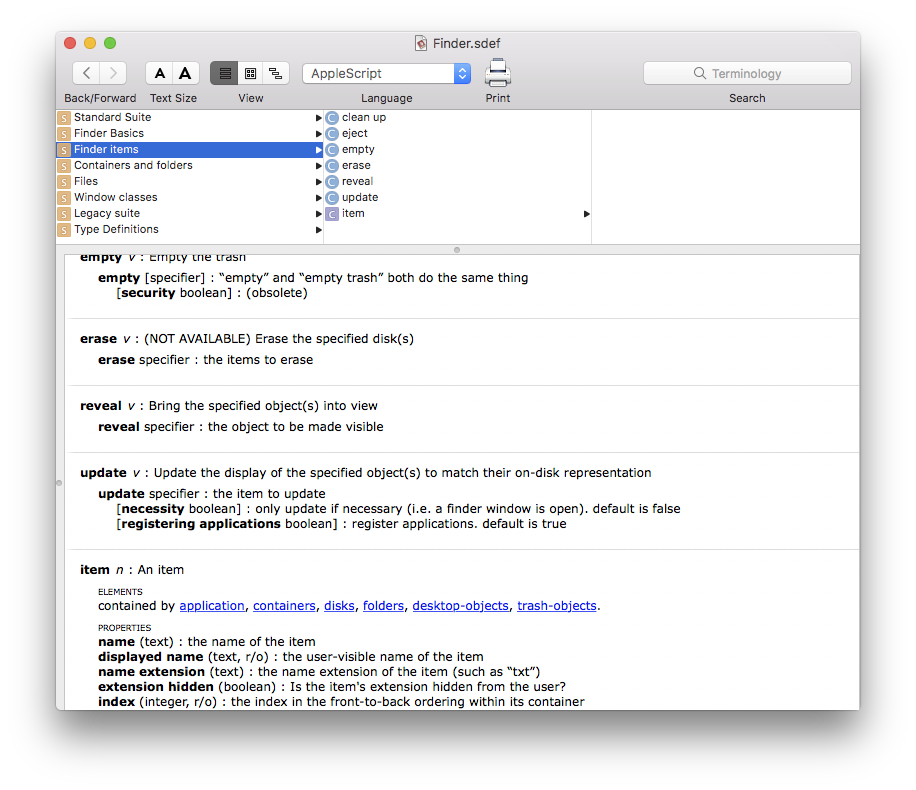 Finder.sdef
A A
AppleScript
Terminology
Back/Forward Text Size View Language Print Search
S Standard Suite
S Finder Basics
S Finder items
S Containers and folders
S Files
S Window classes
S Legacy suite
S Type Definitions
C clean up
C eject
C empty
C erase
C reveal
C update
C item
empty v : Empty the trash
empty [specifier] : “empty” and “empty trash” both do the same thing
[security boolean] : (obsolete)
erase v : (NOT AVAILABLE) Erase the specified disk(s)
erase specifier : the items to erase
reveal v : Bring the specified object(s) into view
reveal specifier : the object to be made visible
update v : Update the display of the specified object(s) to match their on-disk representation
update specifier : the item to update
[necessity boolean] : only update if necessary (i.e. a finder window is open). default is false
[registering applications boolean] : register applications. default is true
item n : An item
ELEMENTS
contained by application, containers, disks, folders, desktop-objects, trash-objects.
PROPERTIES
name (text) : the name of the item
displayed name (text, r/o) : the user-visible name of the item
name extension (text) : the name extension of the item (such as “txt”)
extension hidden (boolean) : Is the item's extension hidden from the user?
index (integer, r/o) : the index in the front-to-back ordering within its container